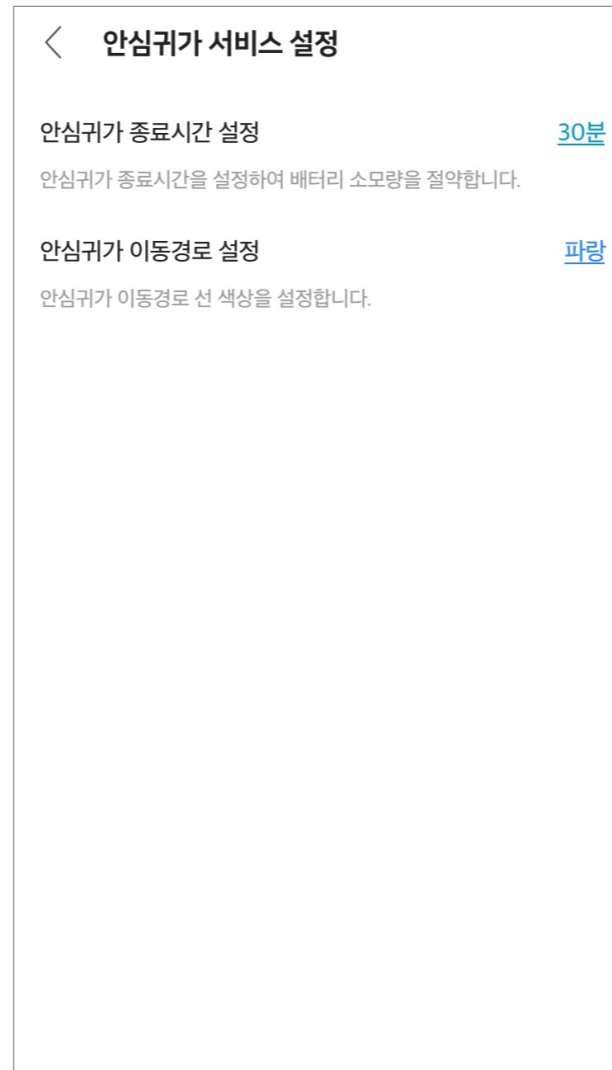 안심귀가 서비스 설정
안심귀가 종료시간 설정 30분
안심귀가 종료시간을 설정하여 배터리 소모량을 절약합니다.
안심귀가 이동경로 설정 파랑
안심귀가 이동경로 선 색상을 설정합니다.